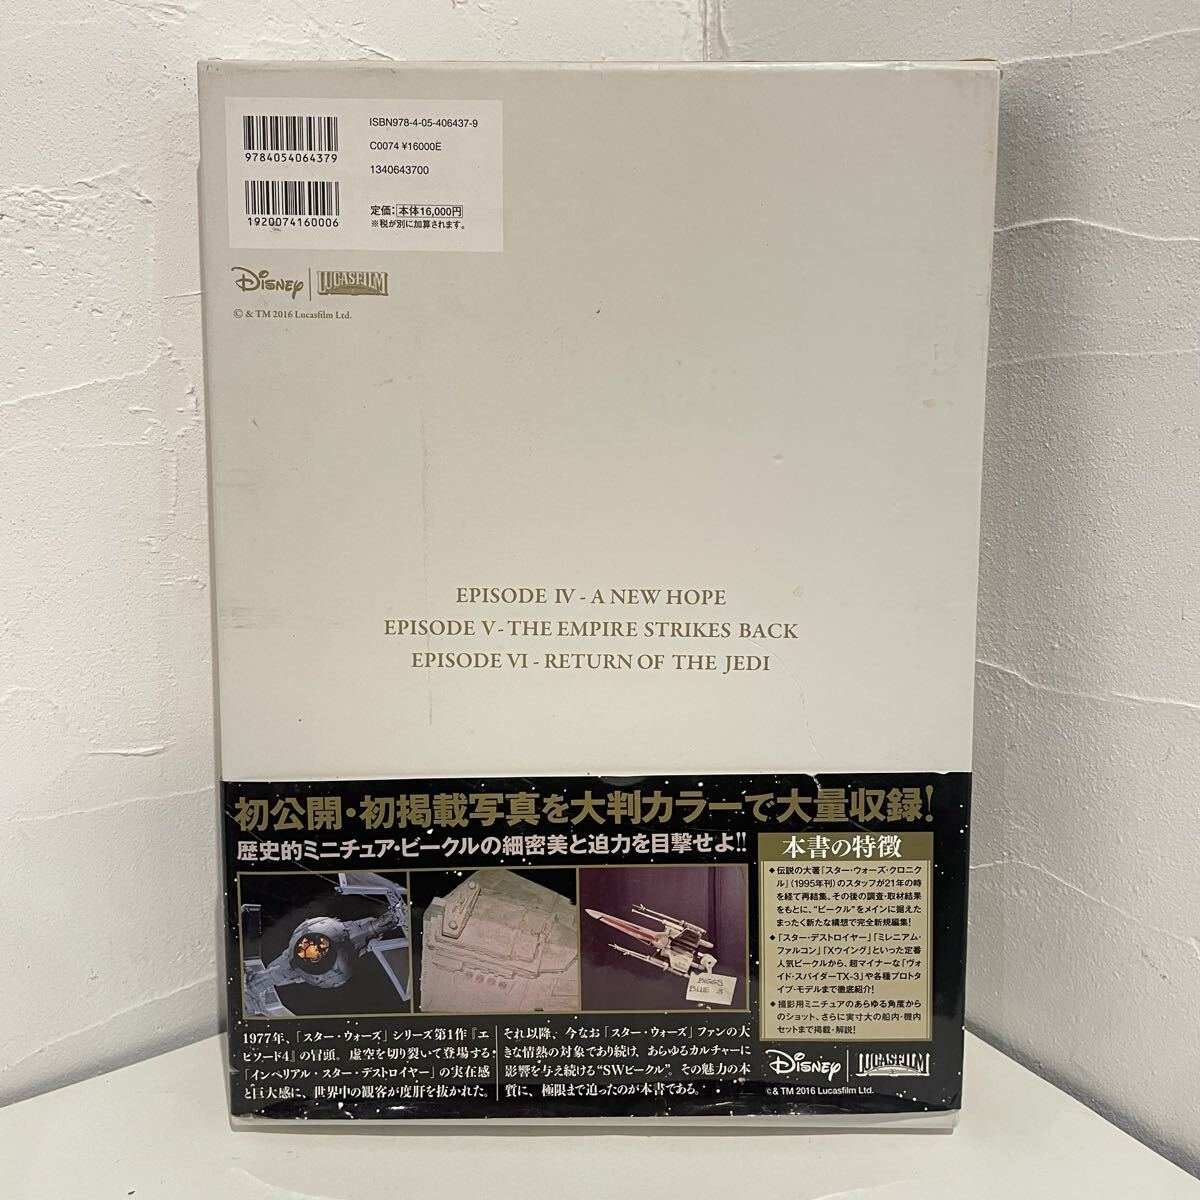 ISBN978-4-05-406437-9
9784054064379
C0074 ¥16000E
1340643700
1920074160006
定価：本体16,000円
※税が別に加算されます。
Disney | LUCASFILM
© & TM 2016 Lucasfilm Ltd.
EPISODE IV - A NEW HOPE
EPISODE V - THE EMPIRE STRIKES BACK
EPISODE VI - RETURN OF THE JEDI
初公開・初掲載写真を大判カラーで大量収録！
歴史的ミニチュア・ビークルの細密美と迫力を目撃せよ!!
BIGGS
BLUE 3
1977年、「スター・ウォーズ」シリーズ第1作『エ
ピソード4』の冒頭。虚空を切り裂いて登場する
「インペリアル・スター・デストロイヤー」の実在感
と巨大感に、世界中の観客が度肝を抜かれた。
それ以降、今なお「スター・ウォーズ」ファンの大
きな情熱の対象であり続け、あらゆるカルチャーに
影響を与え続ける“SWビークル”。その魅力の本
質に、極限まで迫ったのが本書である。
本書の特徴
◆伝説の大著『スター・ウォーズ・クロニク
ル』（1995年刊）のスタッフが21年の時
を経て再結集。その後の調査・取材結果
をもとに、“ビークル”をメインに据えた
まったく新たな構想で完全新規編集！
◆「スター・デストロイヤー」「ミレニアム・
ファルコン」「Xウイング」といった定番
人気ビークルから、超マイナーな「ヴォ
イド・スパイダーTX-3」や各種プロトタ
イプ・モデルまで徹底紹介！
◆撮影用ミニチュアのあらゆる角度から
のショット、さらに実寸大の船内・機内
セットまで掲載・解説！
Disney | LUCASFILM
© & TM 2016 Lucasfilm Ltd.